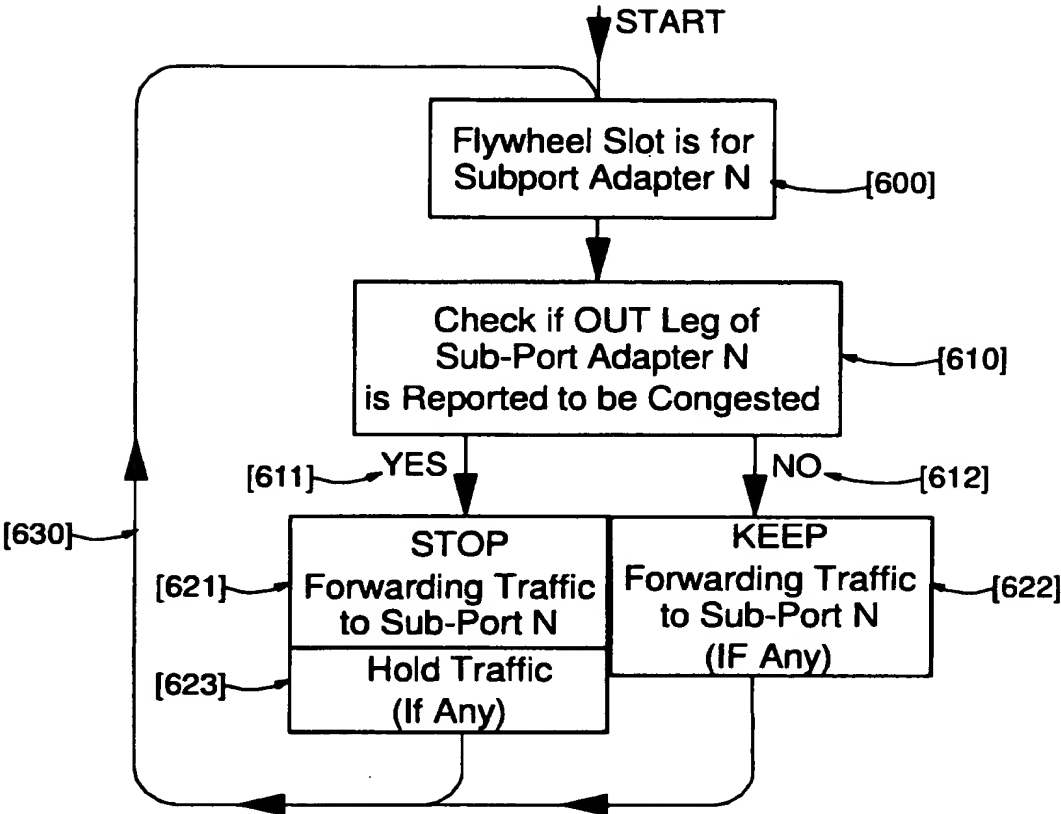 START
Flywheel Slot is for
Subport Adapter N
[600]
Check if OUT Leg of
Sub-Port Adapter N
is Reported to be Congested
[610]
[611]
YES
NO
[612]
[630]
STOP
Forwarding Traffic
to Sub-Port N
[621]
KEEP
Forwarding Traffic
to Sub-Port N
(IF Any)
[622]
Hold Traffic
(If Any)
[623]